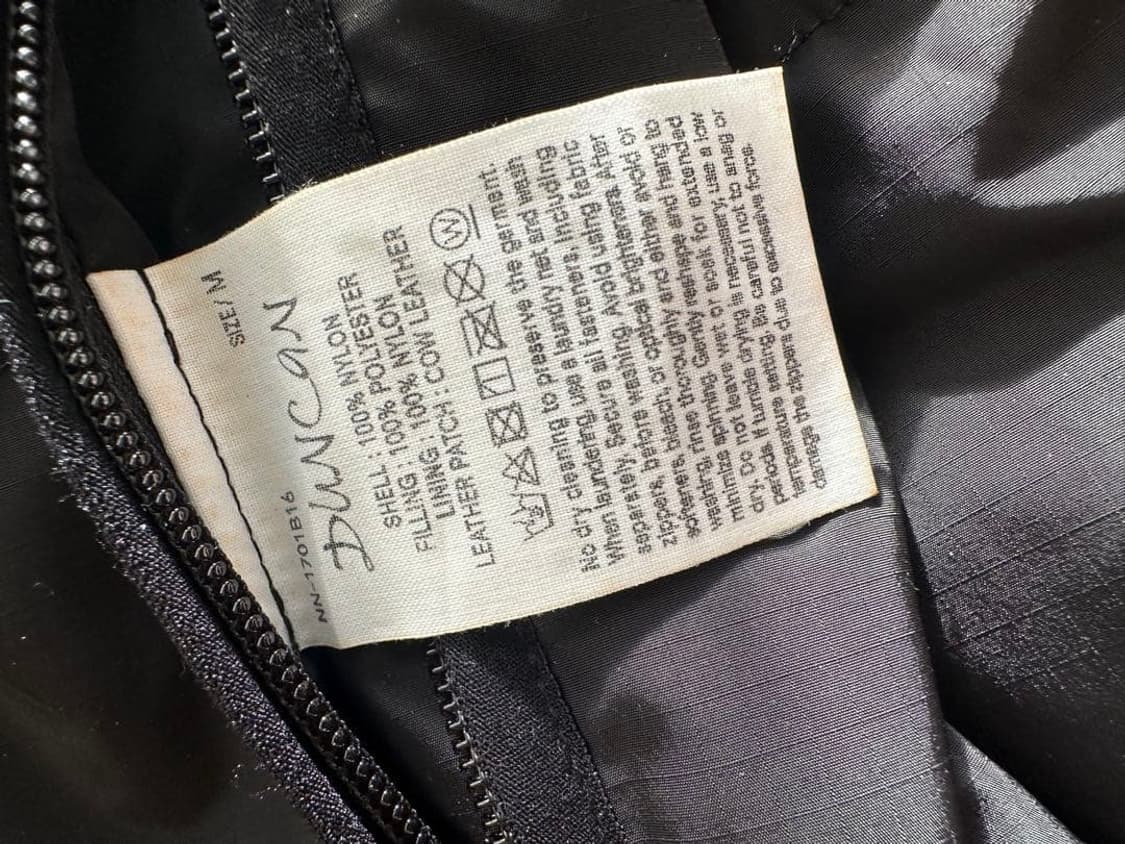 SIZE / M
NN-1701B16
DUNCAN
SHELL : 100% NYLON
FILLING : 100% POLYESTER
LINING : 100% NYLON
LEATHER PATCH : COW LEATHER
W
No dry cleaning to preserve the garment.
When laundering, use a laundry net and wash
separately. Secure all fasteners, including
zippers, before washing. Avoid using fabric
softeners, bleach, or optical brighteners. After
washing, rinse thoroughly and either avoid or
minimize spinning. Gently reshape and hang to
dry. Do not leave wet or soak for extended
periods. If tumble drying is necessary, use a low
temperature setting. Be careful not to snag or
damage the zippers due to excessive force.